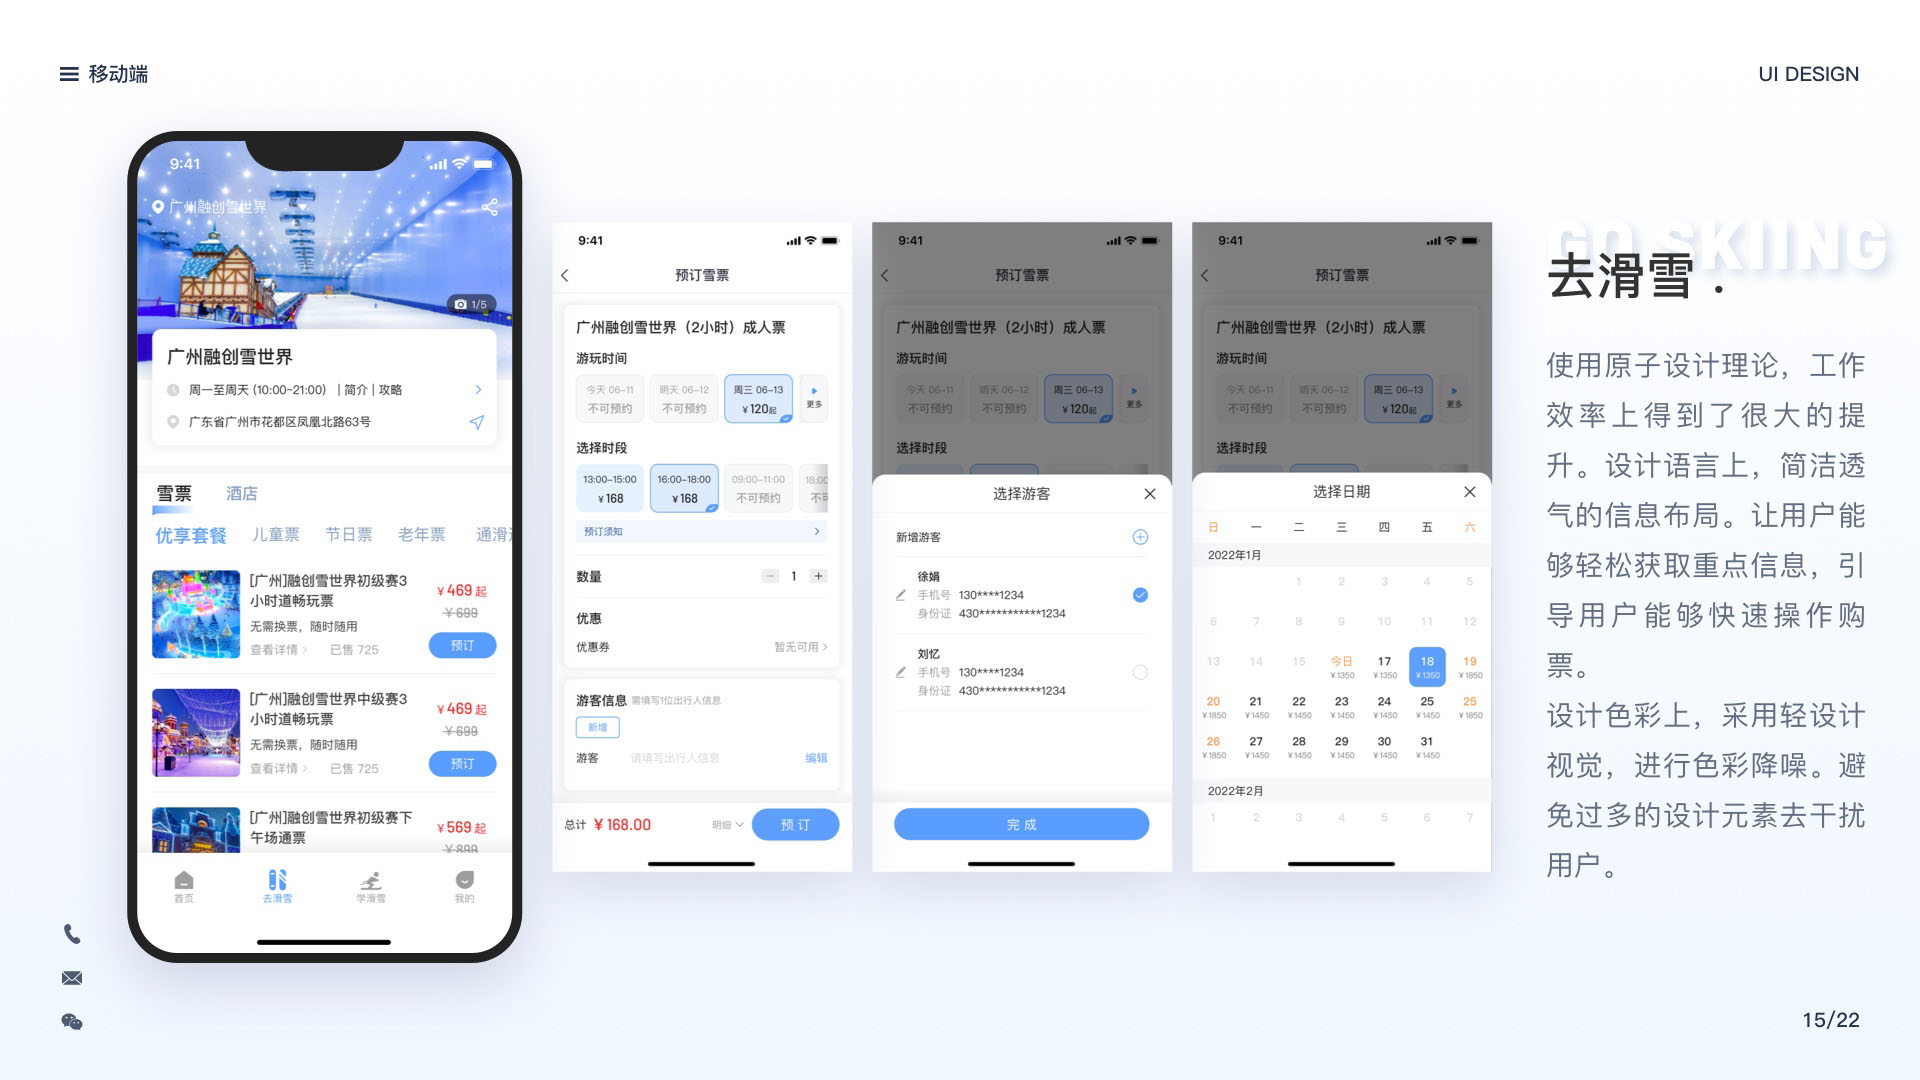 移动端
UI DESIGN
9:41
广州融创雪世界
1/5
广州融创雪世界
周一至周天 (10:00~21:00) | 简介 | 攻略
广东省广州市花都区凤凰北路63号
雪票
酒店
优享套餐 儿童票 节日票 老年票 通滑
[广州]融创雪世界初级赛3
小时道畅玩票
¥469 起
¥699
无需换票，随时随用
查看详情 已售 725
预订
[广州]融创雪世界中级赛3
小时道畅玩票
¥469 起
¥699
无需换票，随时随用
查看详情 已售 725
预订
[广州]融创雪世界初级赛下
午场通票
¥569 起
¥899
首页 去滑雪 学滑雪 我的
9:41
预订雪票
广州融创雪世界（2小时）成人票
游玩时间
今天 06-11 明天 06-12 周三 06-13
不可预约 不可预约 ¥120起 更多
选择时段
13:00-15:00 16:00-18:00 09:00-11:00 18:00
¥168 ¥168 不可预约 不可
预订须知
数量
1
优惠
优惠券 暂无可用
游客信息 需填写1位出行人信息
新增
游客 请填写出行人信息 编辑
总计 ¥168.00 明细 预 订
9:41
预订雪票
广州融创雪世界（2小时）成人票
游玩时间
今天 06-11 明天 06-12 周三 06-13
不可预约 不可预约 ¥120起 更多
选择时段
选择游客
新增游客
徐娟
手机号 130****1234
身份证 430***********1234
刘忆
手机号 130****1234
身份证 430***********1234
完 成
9:41
预订雪票
广州融创雪世界（2小时）成人票
游玩时间
今天 06-11 明天 06-12 周三 06-13
不可预约 不可预约 ¥120起 更多
选择时段
选择日期
日 一 二 三 四 五 六
2022年1月
1 2 3 4 5
6 7 8 9 10 11 12
13 14 15 今日 17 18 19
¥1350 ¥1350 ¥1350 ¥1850
20 21 22 23 24 25 25
¥1850 ¥1450 ¥1450 ¥1450 ¥1450 ¥1450 ¥1850
26 27 28 29 30 31
¥1850 ¥1450 ¥1450 ¥1450 ¥1450 ¥1450
2022年2月
1 2 3 4 5 6 7
GO SKIING
去滑雪 .
使用原子设计理论，工作
效率上得到了很大的提
升。设计语言上，简洁透
气的信息布局。让用户能
够轻松获取重点信息，引
导用户能够快速操作购
票。
设计色彩上，采用轻设计
视觉，进行色彩降噪。避
免过多的设计元素去干扰
用户。
15/22